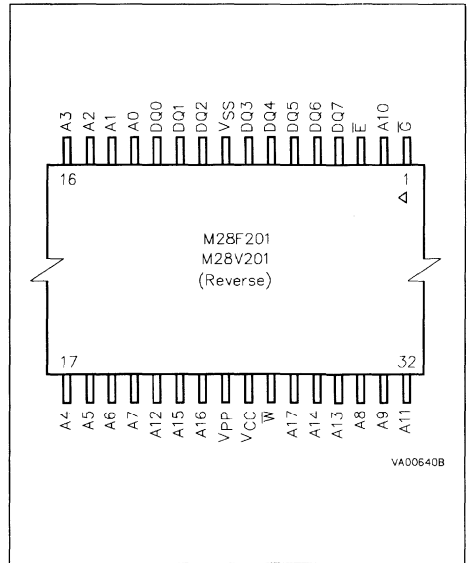 A3 A2 A1 A0 DQ0 DQ1 DQ2 VSS DQ3 DQ4 DQ5 DQ6 DQ7 E̅ A10 G̅
16 1
M28F201
M28V201
(Reverse)
17 32
A4 A5 A6 A7 A12 A15 A16 VPP VCC W̅ A17 A14 A13 A8 A9 A11
VA00640B